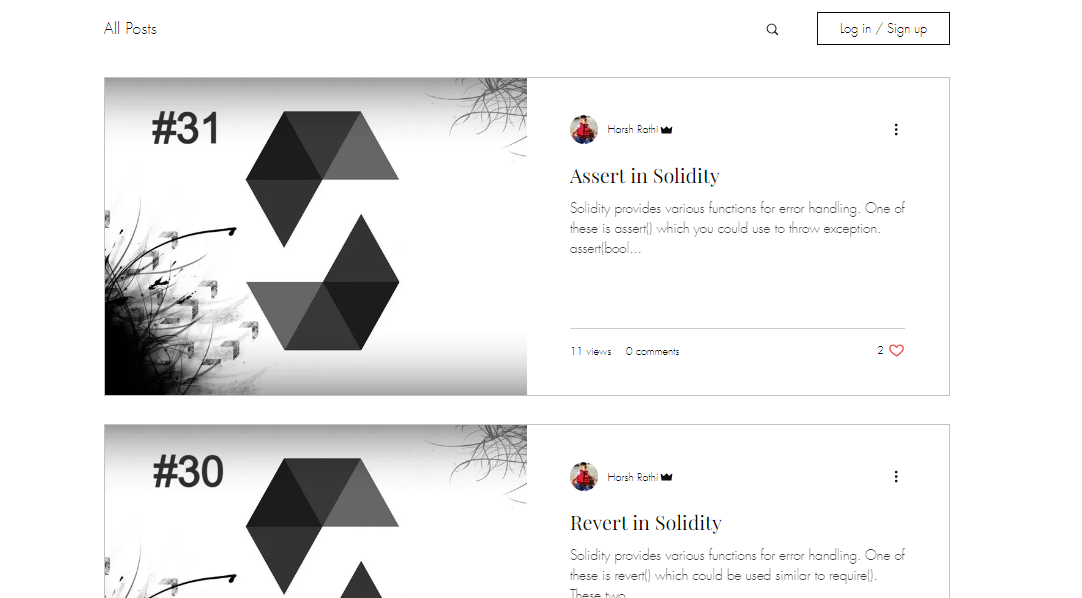 All Posts
Log in / Sign up
#31
Harsh Rathi
Assert in Solidity
Solidity provides various functions for error handling. One of
these is assert() which you could use to throw exception.
assert(bool...
11 views 0 comments
2
#30
Harsh Rathi
Revert in Solidity
Solidity provides various functions for error handling. One of
these is revert() which could be used similar to require().
These two